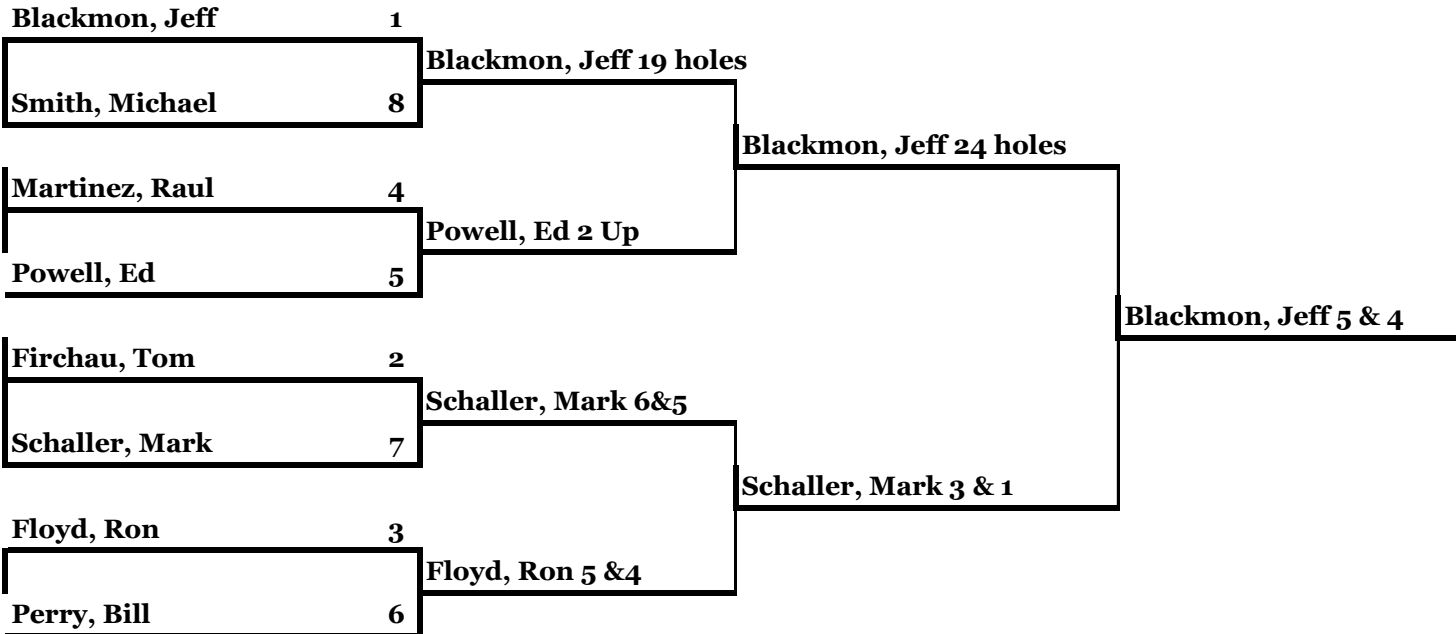 Blackmon, Jeff 1
Blackmon, Jeff 19 holes
Smith, Michael 8
Blackmon, Jeff 24 holes
Martinez, Raul 4
Powell, Ed 2 Up
Powell, Ed 5
Blackmon, Jeff 5 & 4
Firchau, Tom 2
Schaller, Mark 6&5
Schaller, Mark 7
Schaller, Mark 3 & 1
Floyd, Ron 3
Floyd, Ron 5 &4
Perry, Bill 6